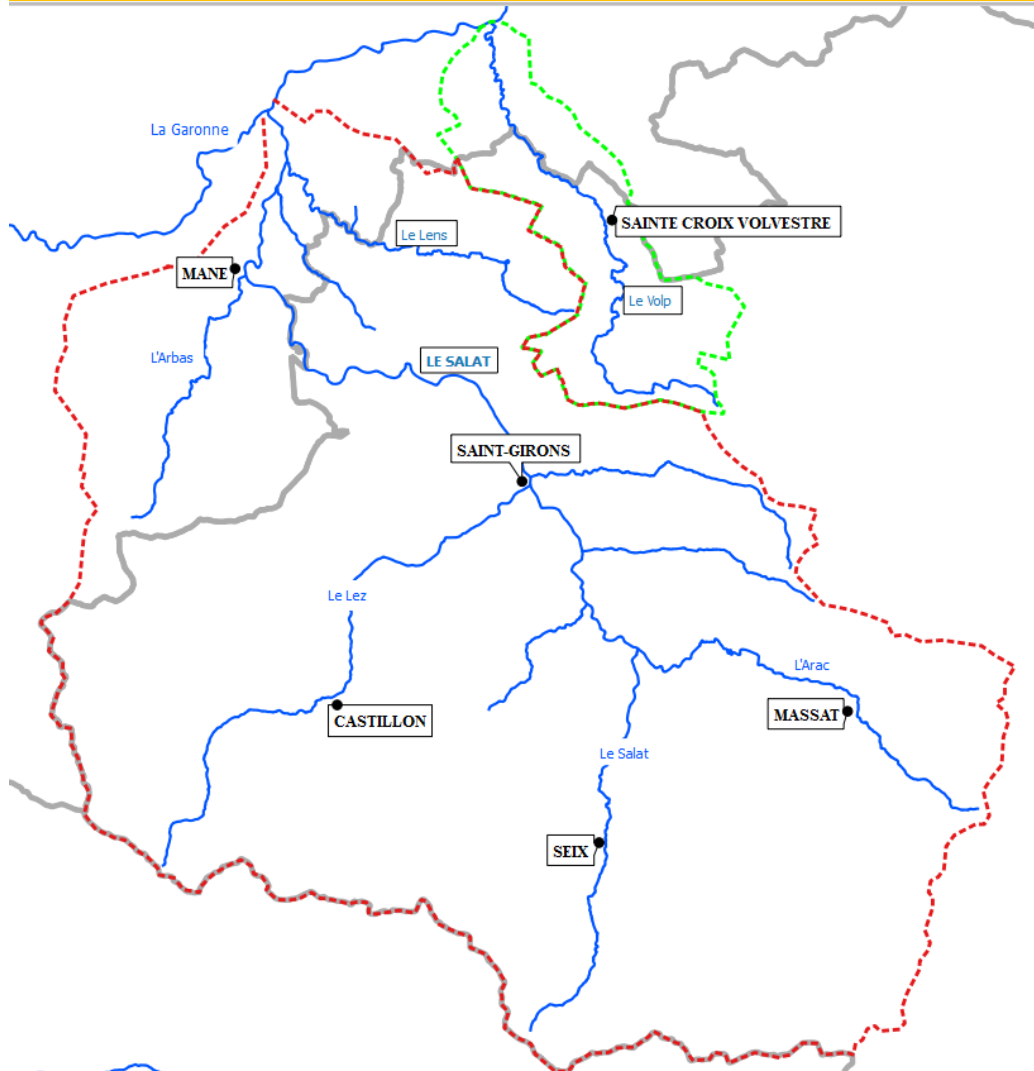 La Garonne
SAINTE CROIX VOLVESTRE
Le Lens
MANE
Le Volp
L'Arbas
LE SALAT
SAINT-GIRONS
Le Lez
L'Arac
CASTILLON
MASSAT
Le Salat
SEIX